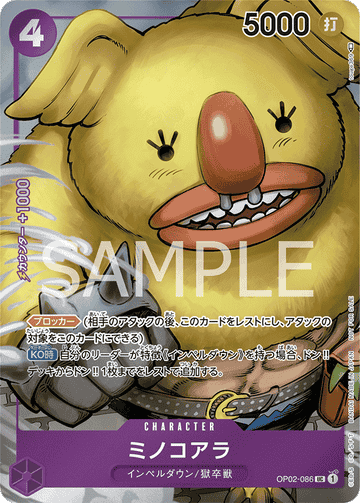 4
5000
打
カウンター +1000
SAMPLE
ブロッカー (相手のアタックの後、このカードをレストにし、アタックの
対象をこのカードにできる)
KO時 自分のリーダーが特徴《インペルダウン》を持つ場合、ドン!!
デッキからドン!!1枚までをレストで追加する。
CHARACTER
ミノコアラ
インペルダウン/獄卒獣
OP02-086 UC 1